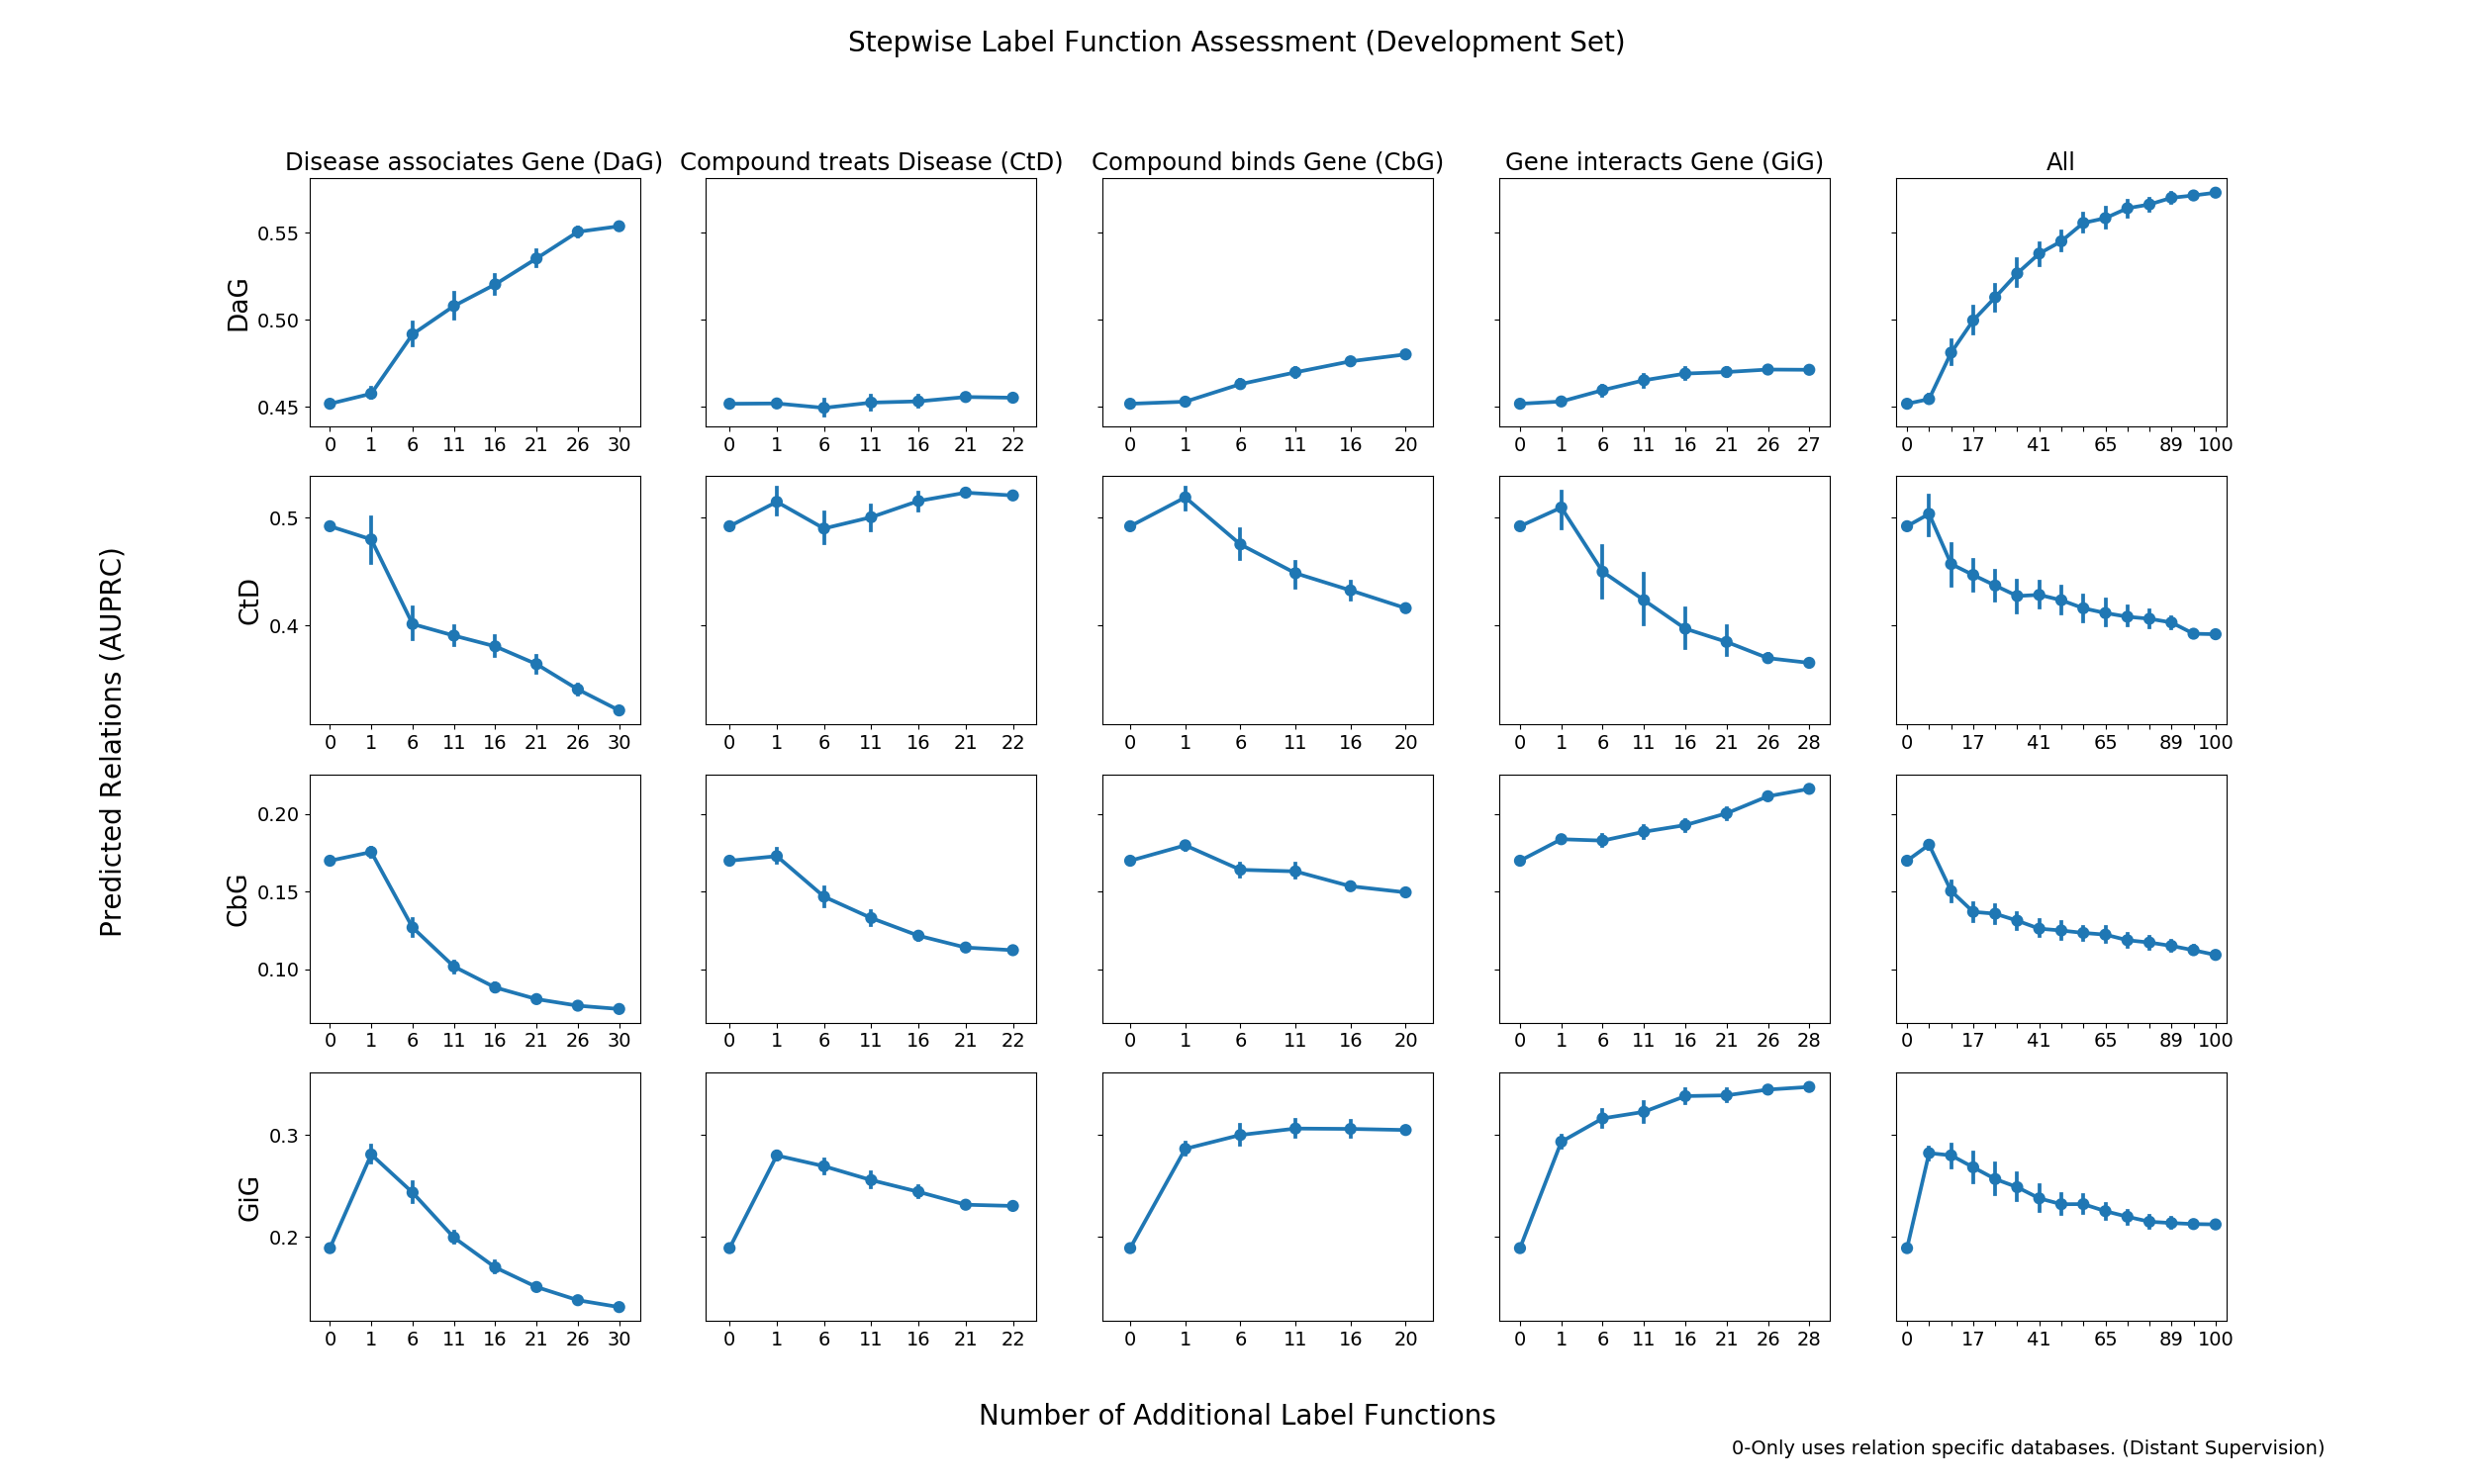 Stepwise Label Function Assessment (Development Set)
Disease associates Gene (DaG) Compound treats Disease (CtD) Compound binds Gene (CbG) Gene interacts Gene (GiG) All
Predicted Relations (AUPRC)
DaG
0.55
0.50
0.45
0 1 6 11 16 21 26 30
0 1 6 11 16 21 22
0 1 6 11 16 20
0 1 6 11 16 21 26 27
0 17 41 65 89 100
CtD
0.5
0.4
0 1 6 11 16 21 26 30
0 1 6 11 16 21 22
0 1 6 11 16 20
0 1 6 11 16 21 26 28
0 17 41 65 89 100
CbG
0.20
0.15
0.10
0 1 6 11 16 21 26 30
0 1 6 11 16 21 22
0 1 6 11 16 20
0 1 6 11 16 21 26 28
0 17 41 65 89 100
GiG
0.3
0.2
0 1 6 11 16 21 26 30
0 1 6 11 16 21 22
0 1 6 11 16 20
0 1 6 11 16 21 26 28
0 17 41 65 89 100
Number of Additional Label Functions
0-Only uses relation specific databases. (Distant Supervision)